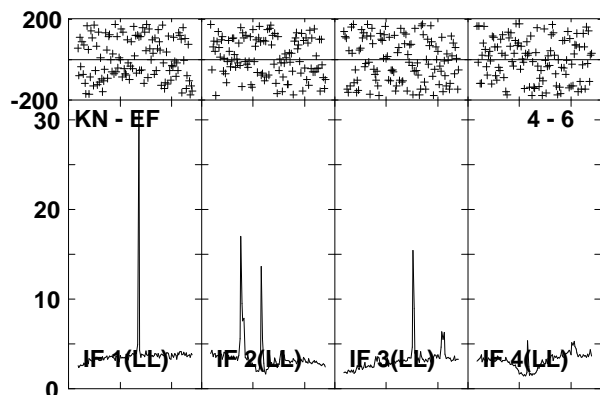 200
-200
30
KN - EF
4 - 6
20
10
0
IF 1(LL)
IF 2(LL)
IF 3(LL)
IF 4(LL)